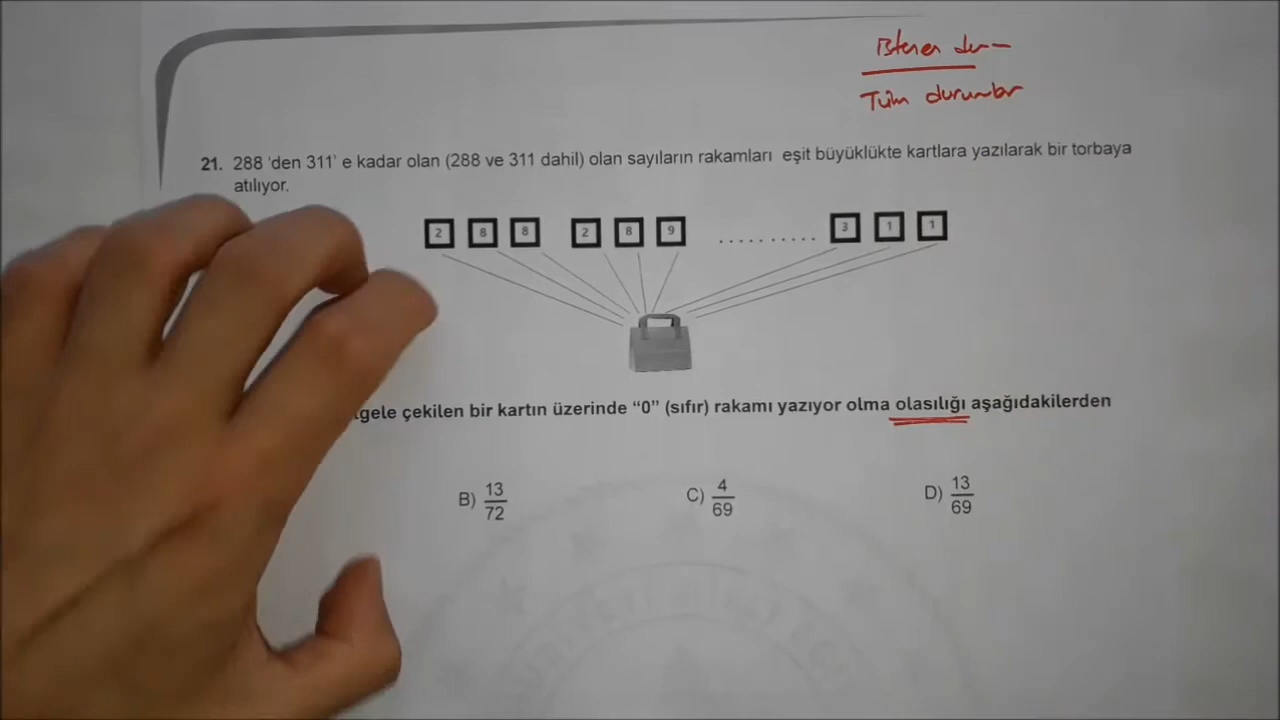 İstenen dur
Tüm durumlar
21. 288 'den 311' e kadar olan (288 ve 311 dahil) olan sayıların rakamları eşit büyüklükte kartlara yazılarak bir torbaya
atılıyor.
2 8 8 2 8 9 .......... 3 1 1
çekilen bir kartın üzerinde “0” (sıfır) rakamı yazıyor olma olasılığı aşağıdakilerden
B) 13/72 C) 4/69 D) 13/69